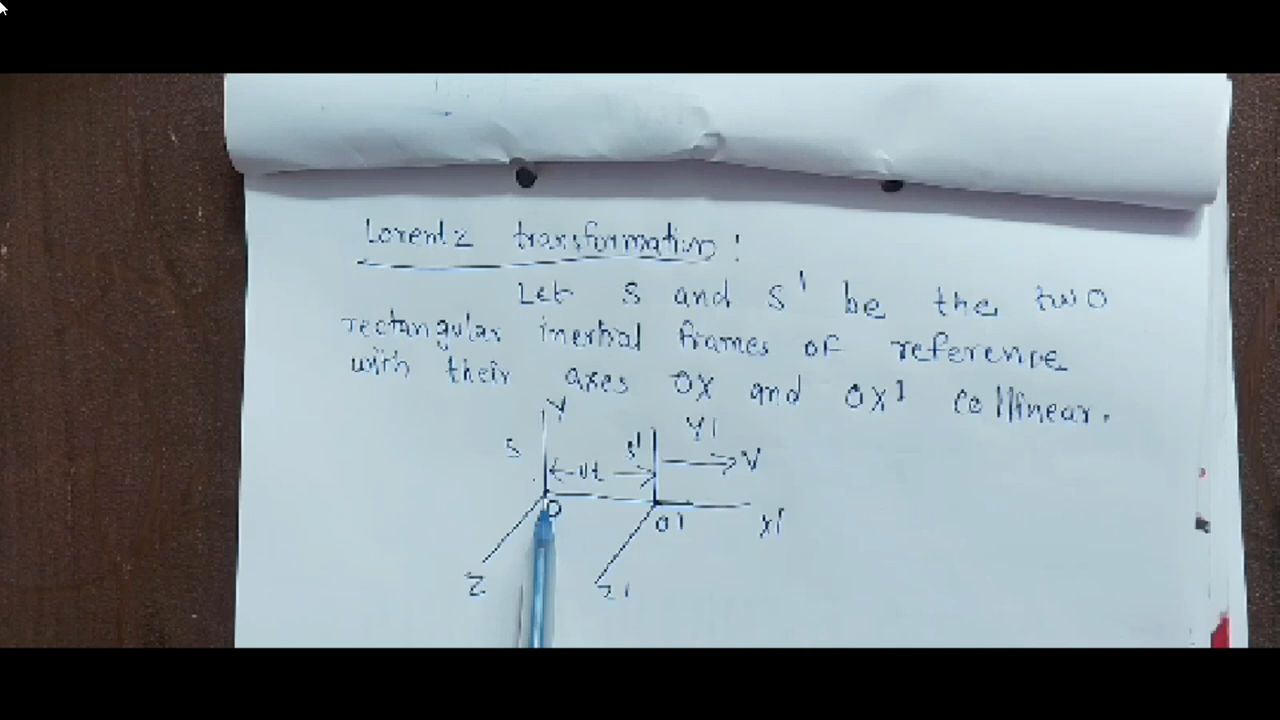 Lorentz transformation :
Let S and S' be the two
rectangular inertial frames of reference
with their axes OX and OX' collinear.
Y
Y'
S
S'
vt
V
O
O'
X'
Z
Z'